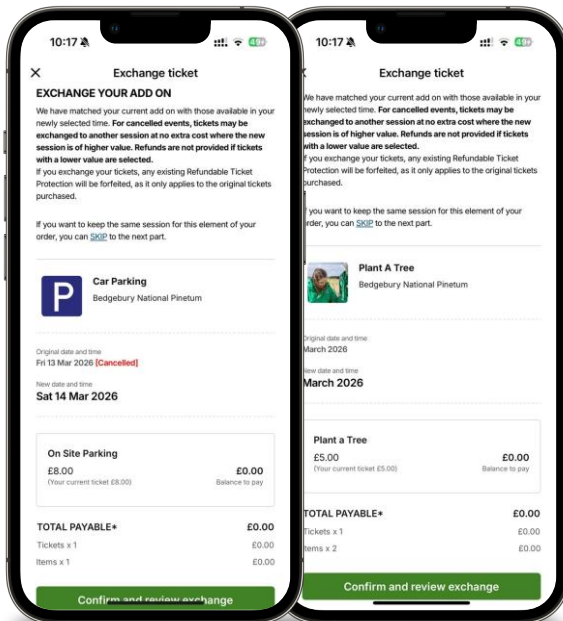 10:17
49
Exchange ticket
EXCHANGE YOUR ADD ON
We have matched your current add on with those available in your
newly selected time. For cancelled events, tickets may be
exchanged to another session at no extra cost where the new
session is of higher value. Refunds are not provided if tickets
with a lower value are selected.
If you exchange your tickets, any existing Refundable Ticket
Protection will be forfeited, as it only applies to the original tickets
purchased.
If you want to keep the same session for this element of your
order, you can SKIP to the next part.
P
Car Parking
Bedgebury National Pinetum
Original date and time
Fri 13 Mar 2026 [Cancelled]
New date and time
Sat 14 Mar 2026
On Site Parking
£8.00 £0.00
(Your current ticket £8.00) Balance to pay
TOTAL PAYABLE* £0.00
Tickets x 1 £0.00
Items x 1 £0.00
Confirm and review exchange
10:17
49
Exchange ticket
We have matched your current add on with those available in your
newly selected time. For cancelled events, tickets may be
exchanged to another session at no extra cost where the new
session is of higher value. Refunds are not provided if tickets
with a lower value are selected.
If you exchange your tickets, any existing Refundable Ticket
Protection will be forfeited, as it only applies to the original tickets
purchased.
you want to keep the same session for this element of your
order, you can SKIP to the next part.
Plant A Tree
Bedgebury National Pinetum
Original date and time
March 2026
New date and time
March 2026
Plant a Tree
£5.00 £0.00
(Your current ticket £5.00) Balance to pay
TOTAL PAYABLE* £0.00
Tickets x 1 £0.00
Items x 2 £0.00
Confirm and review exchange